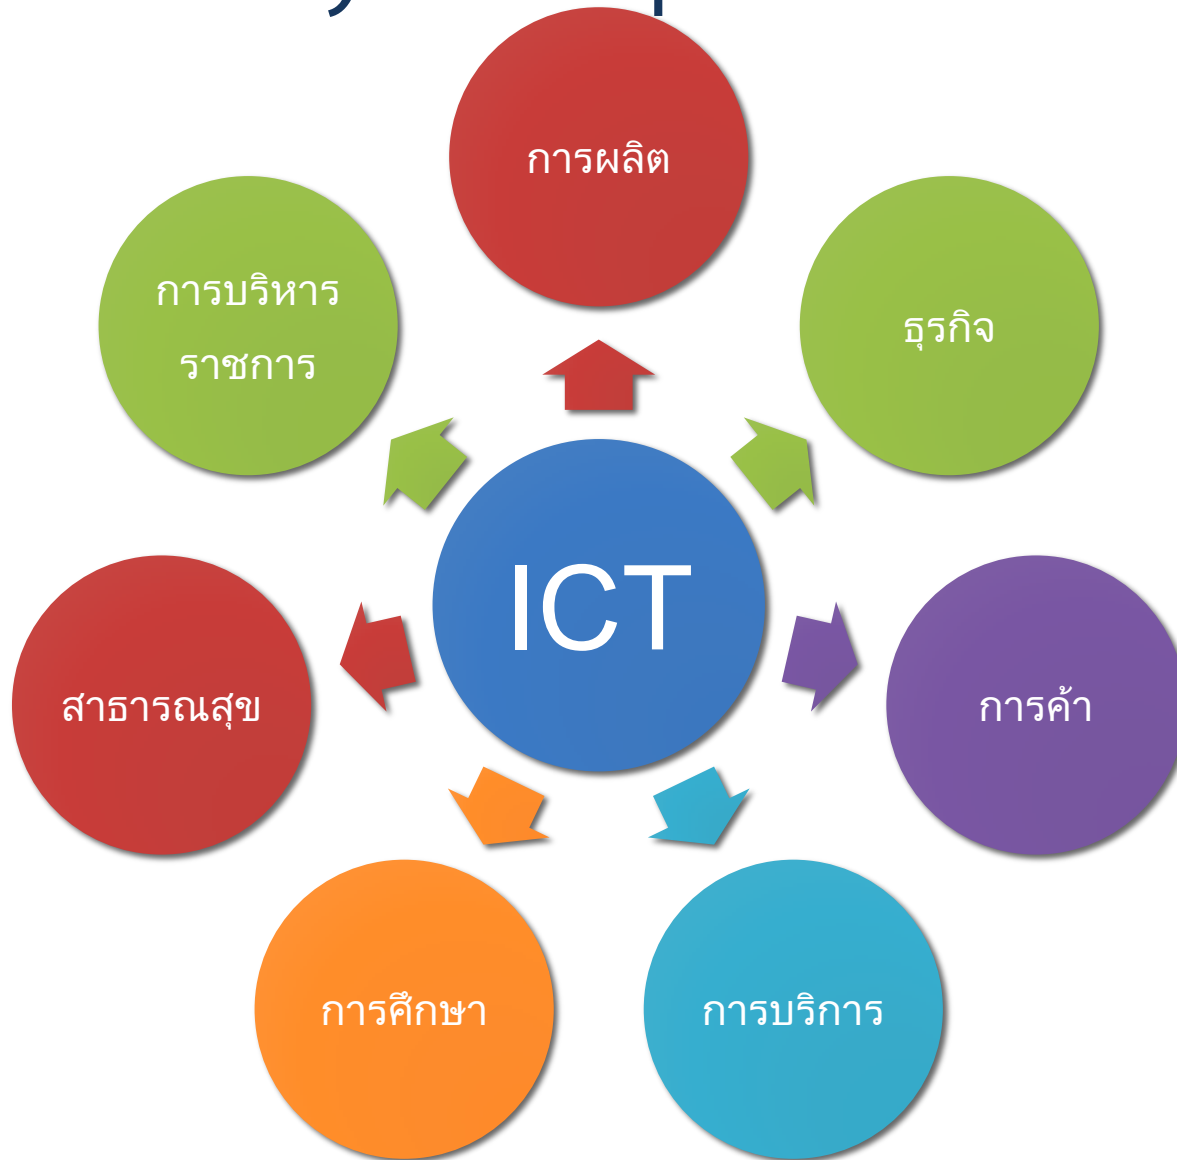 การผลิต
ธุรกิจ
การค้า
การบริการ
การศึกษา
สาธารณสุข
การบริหาร
ราชการ
ICT